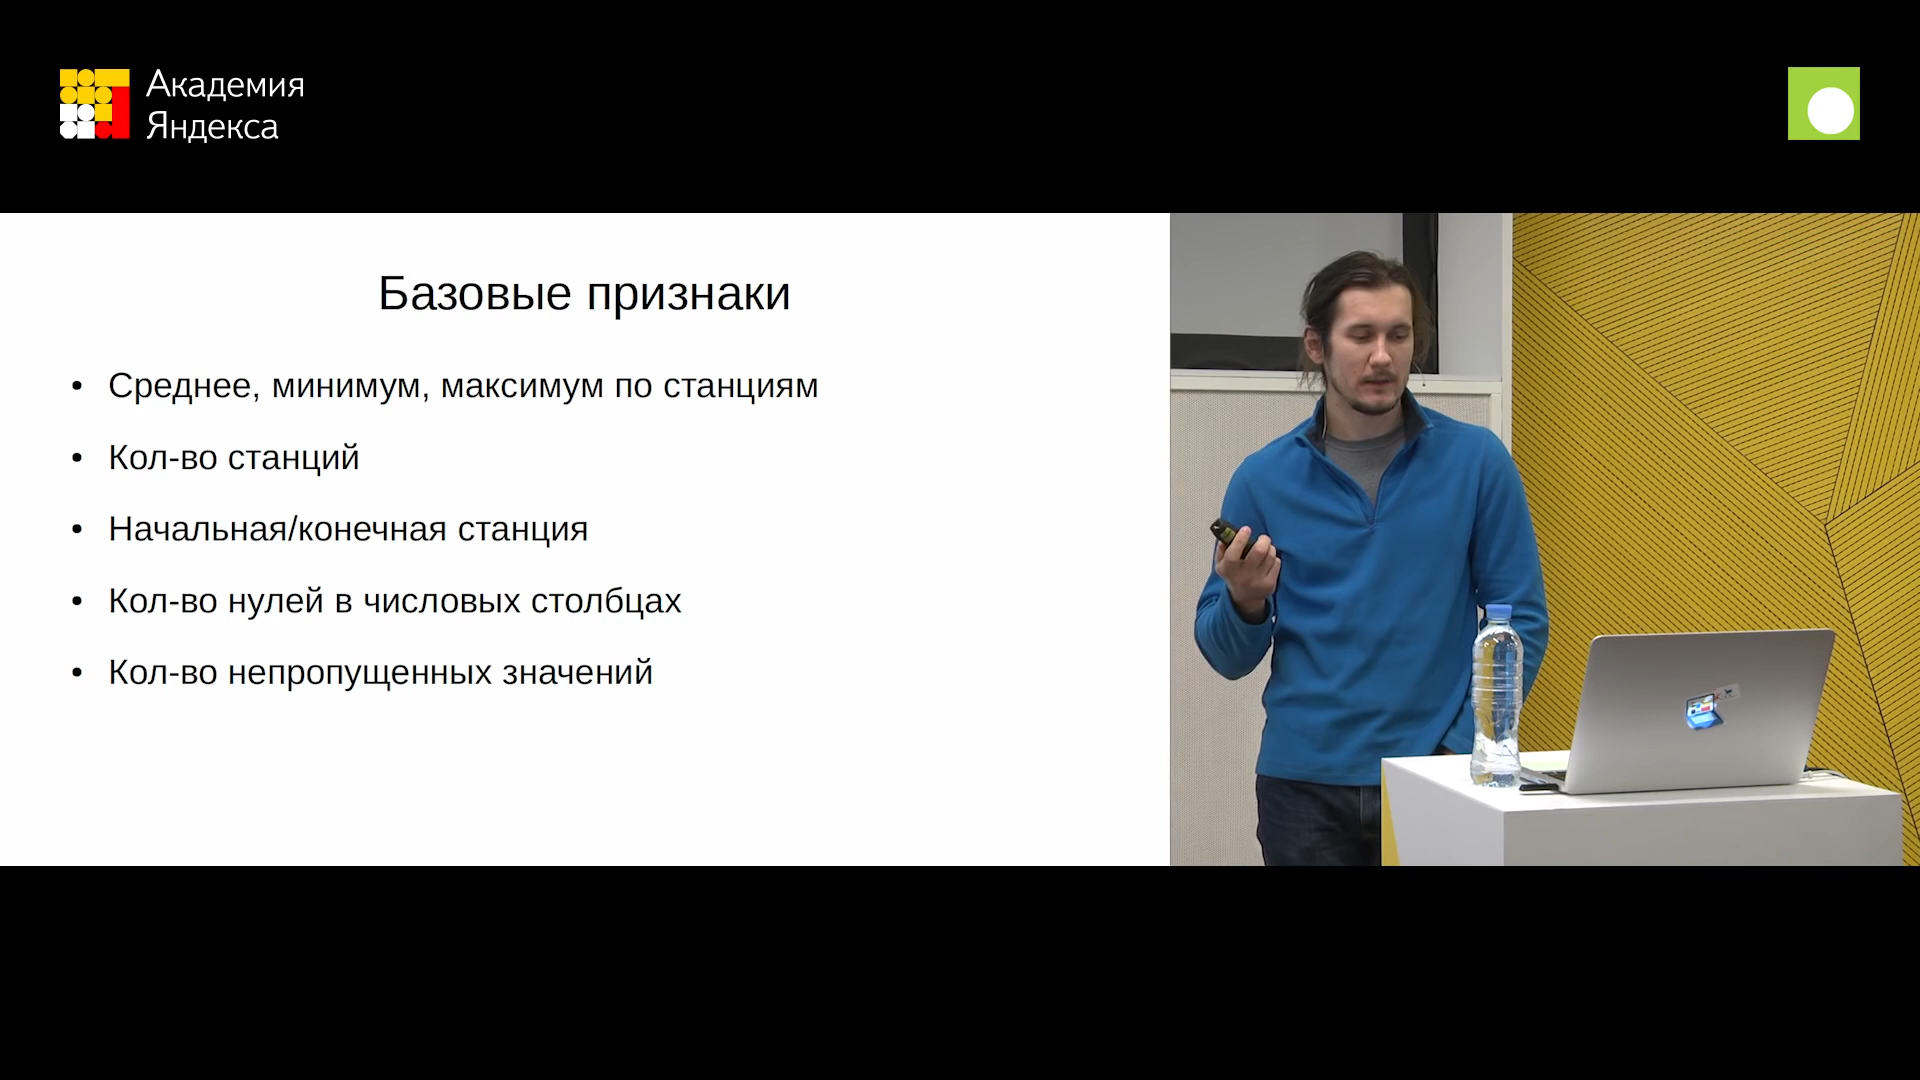 Академия
Яндекса
Базовые признаки
• Среднее, минимум, максимум по станциям
• Кол-во станций
• Начальная/конечная станция
• Кол-во нулей в числовых столбцах
• Кол-во непропущенных значений